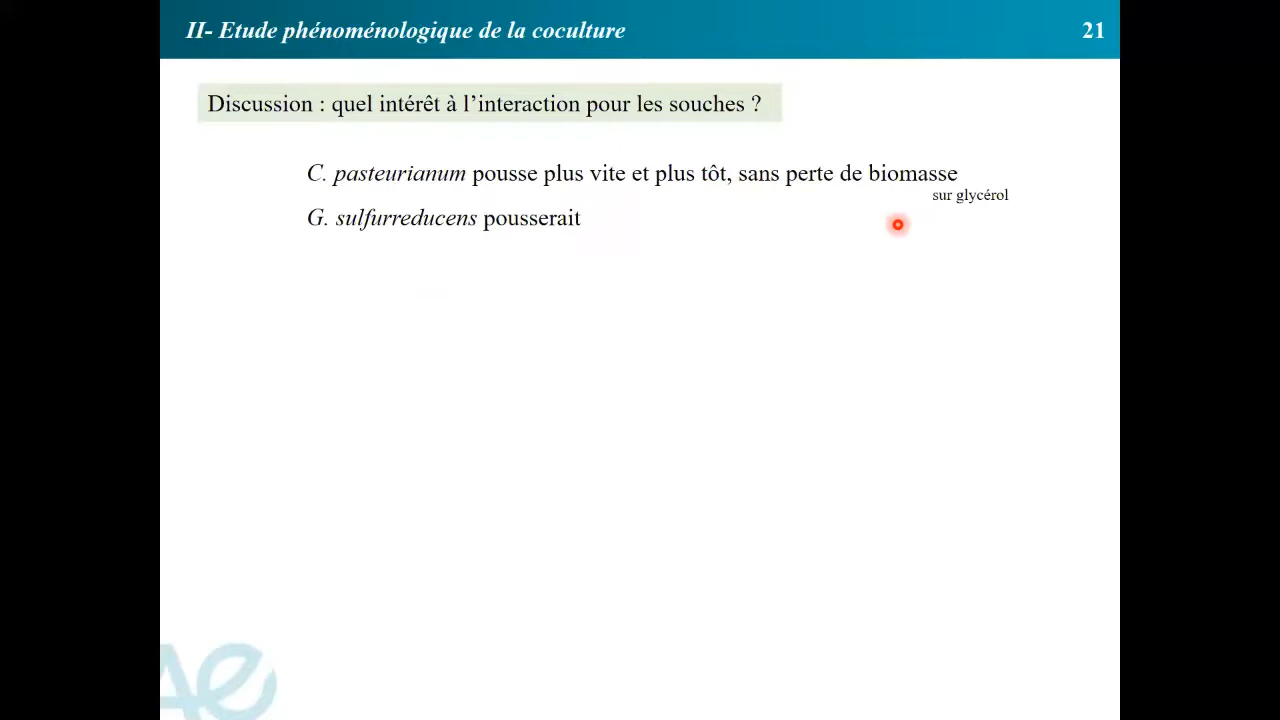 II- Etude phénoménologique de la coculture
21
Discussion : quel intérêt à l’interaction pour les souches ?
C. pasteurianum pousse plus vite et plus tôt, sans perte de biomasse
sur glycérol
G. sulfurreducens pousserait